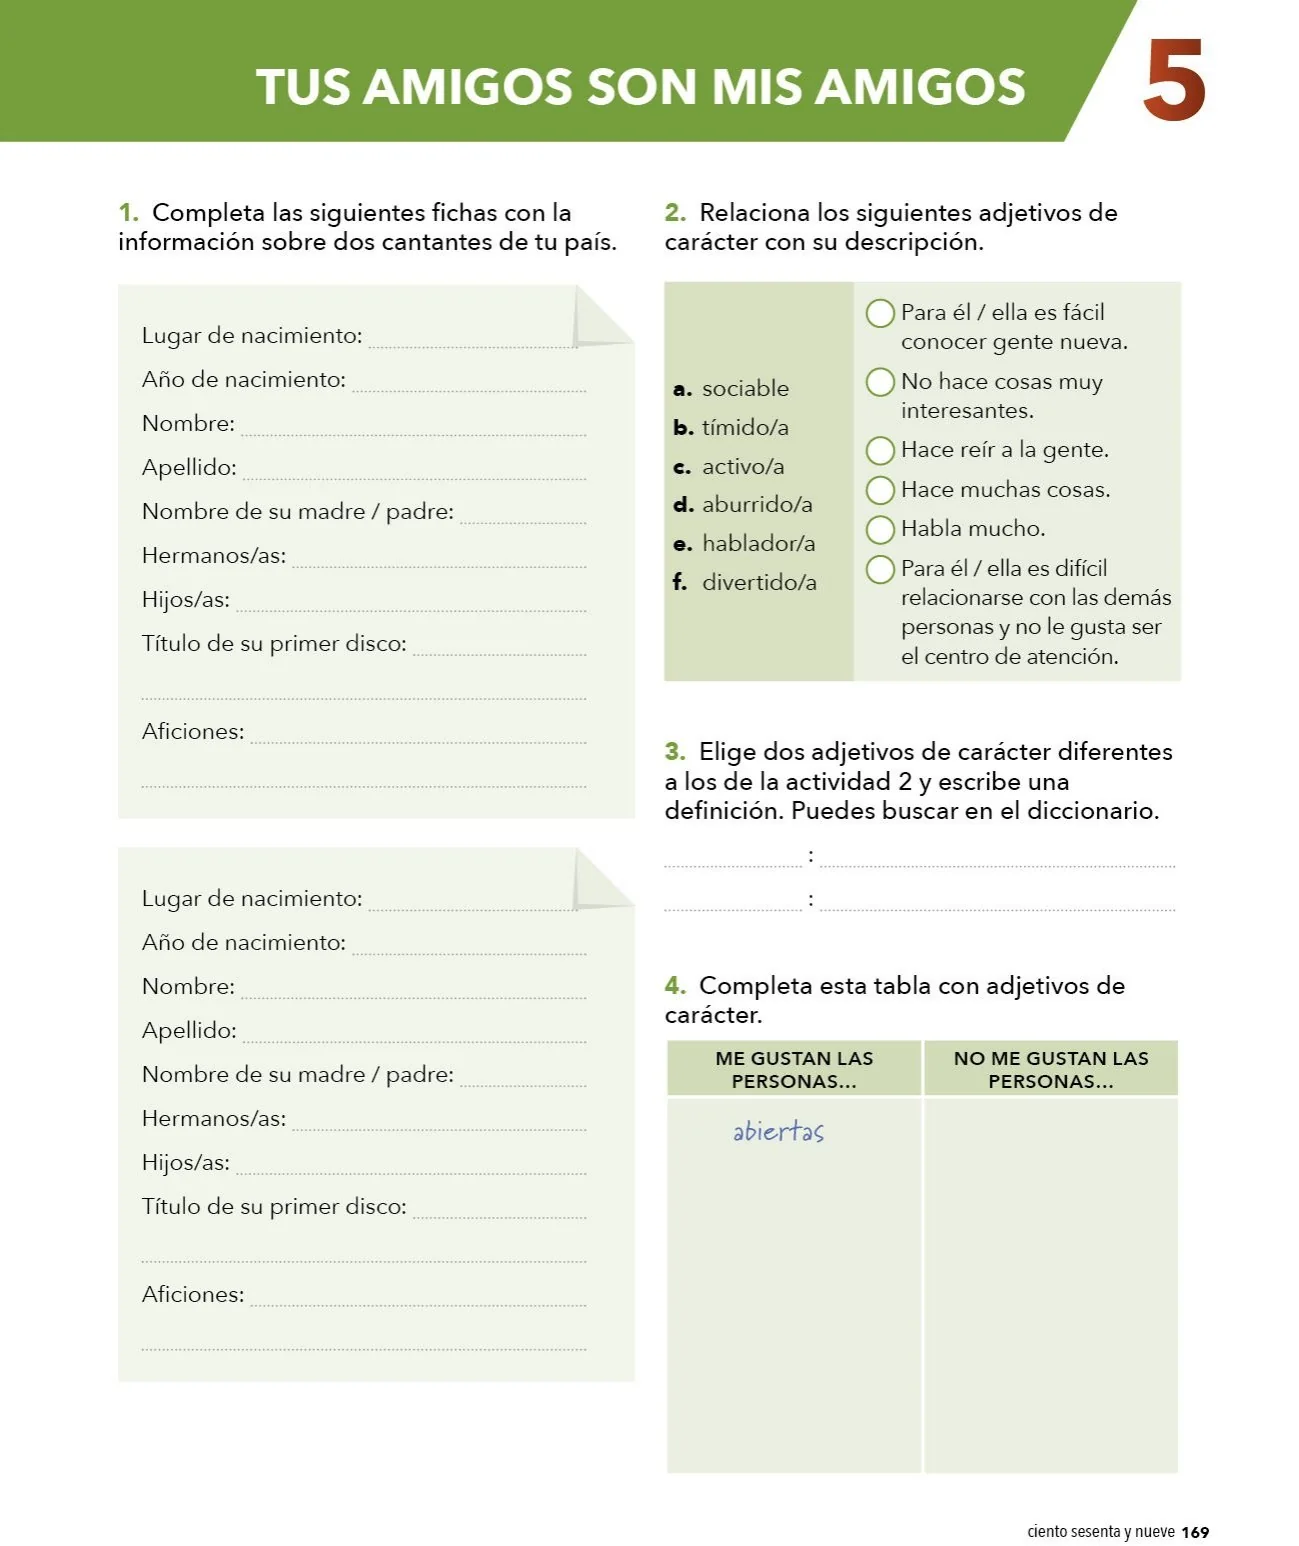 TUS AMIGOS SON MIS AMIGOS
5
1. Completa las siguientes fichas con la
información sobre dos cantantes de tu país.
Lugar de nacimiento:
Año de nacimiento:
Nombre:
Apellido:
Nombre de su madre / padre:
Hermanos/as:
Hijos/as:
Título de su primer disco:
Aficiones:
Lugar de nacimiento:
Año de nacimiento:
Nombre:
Apellido:
Nombre de su madre / padre:
Hermanos/as:
Hijos/as:
Título de su primer disco:
Aficiones:
2. Relaciona los siguientes adjetivos de
carácter con su descripción.
a. sociable
b. tímido/a
c. activo/a
d. aburrido/a
e. hablador/a
f. divertido/a
Para él / ella es fácil
conocer gente nueva.
No hace cosas muy
interesantes.
Hace reír a la gente.
Hace muchas cosas.
Habla mucho.
Para él / ella es difícil
relacionarse con las demás
personas y no le gusta ser
el centro de atención.
3. Elige dos adjetivos de carácter diferentes
a los de la actividad 2 y escribe una
definición. Puedes buscar en el diccionario.
:
:
4. Completa esta tabla con adjetivos de
carácter.
ME GUSTAN LAS
PERSONAS...
NO ME GUSTAN LAS
PERSONAS...
abiertas
ciento sesenta y nueve 169